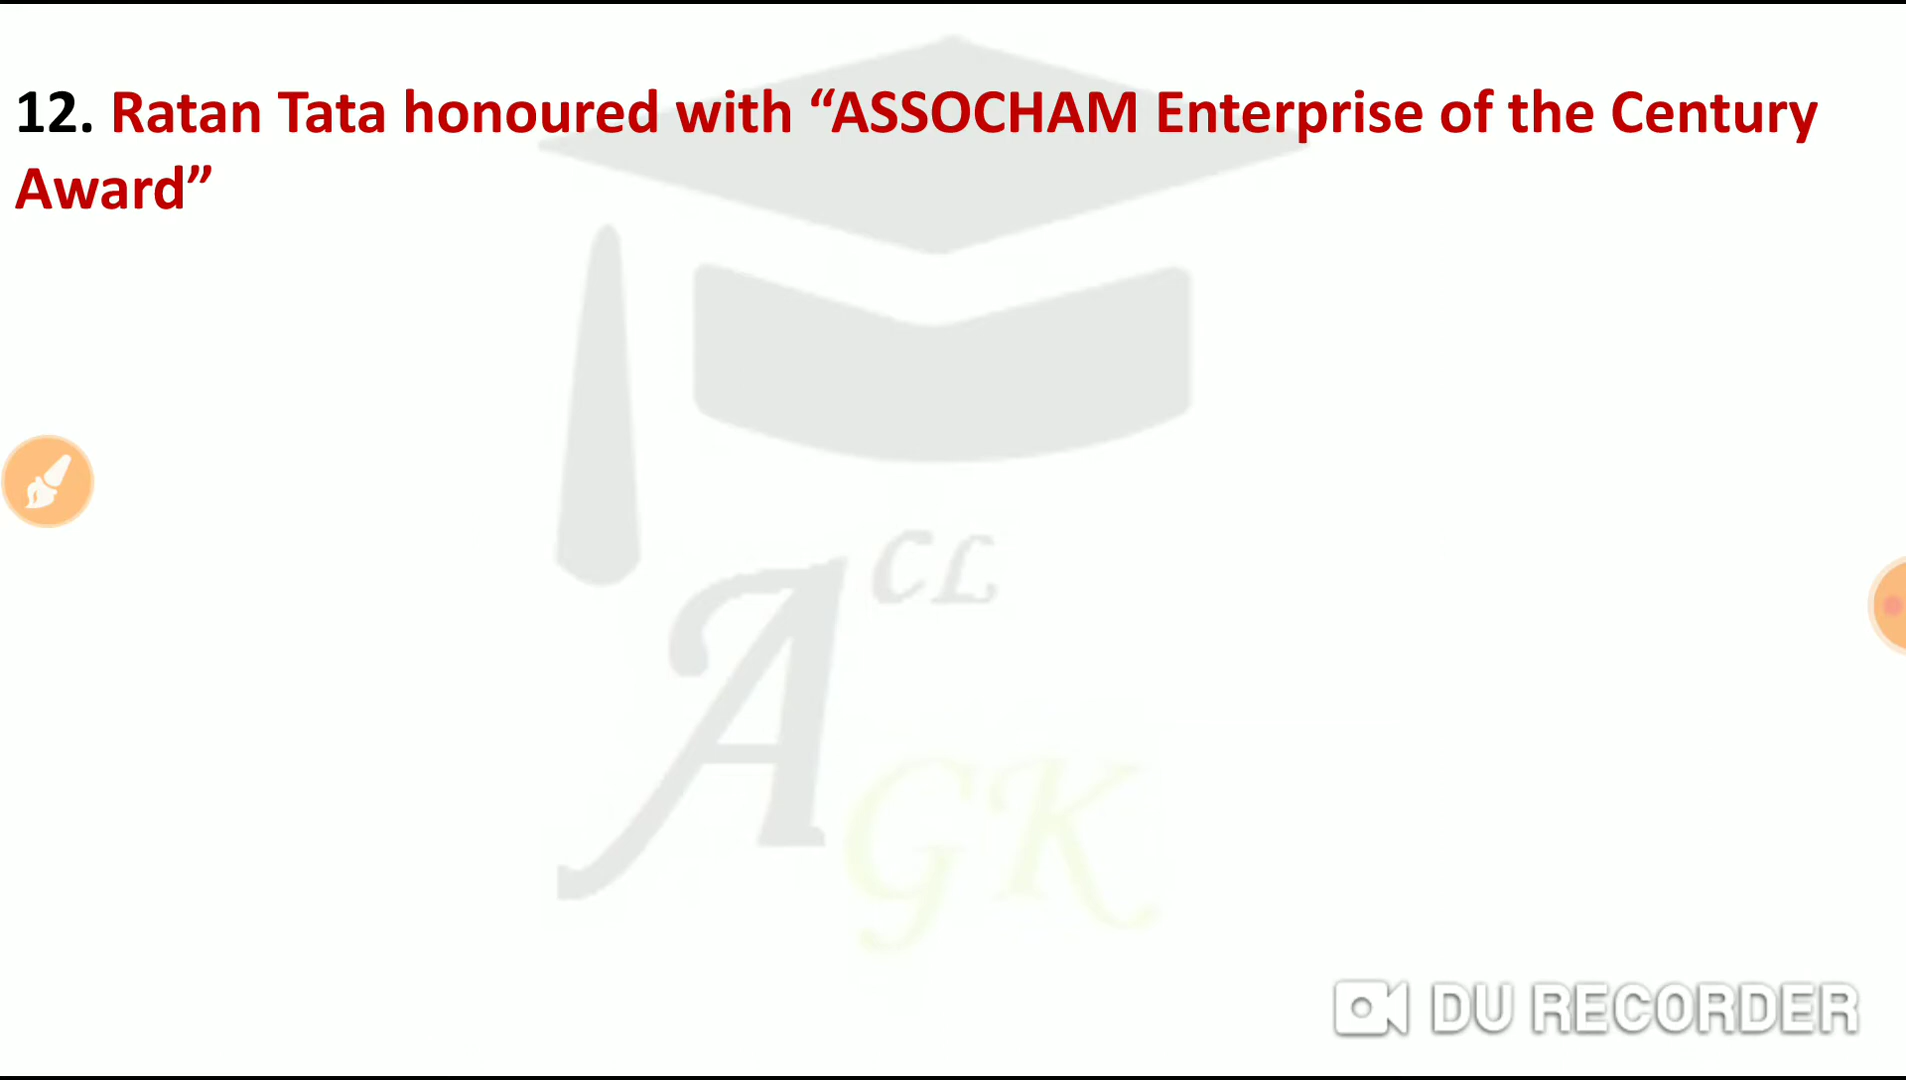 12. Ratan Tata honoured with “ASSOCHAM Enterprise of the Century
Award”
CL
A
GK
DU RECORDER